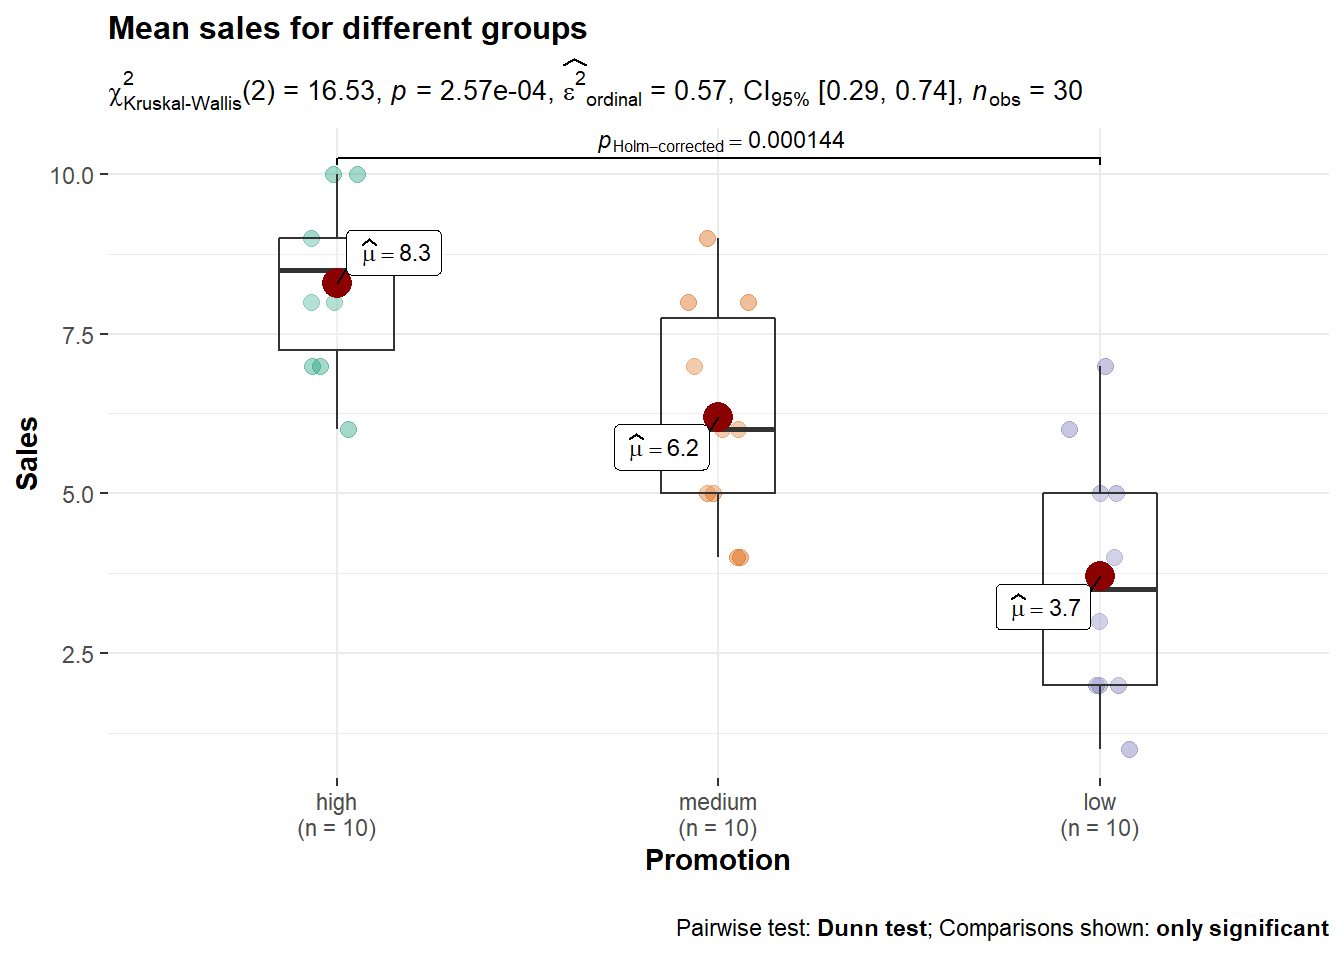 Mean sales for different groups
χ²Kruskal-Wallis(2) = 16.53, p = 2.57e-04, ε̂²ordinal = 0.57, CI95% [0.29, 0.74], nobs = 30
pHolm−corrected = 0.000144
10.0
μ̂ = 8.3
7.5
μ̂ = 6.2
Sales
5.0
μ̂ = 3.7
2.5
high medium low
(n = 10) (n = 10) (n = 10)
Promotion
Pairwise test: Dunn test; Comparisons shown: only significant